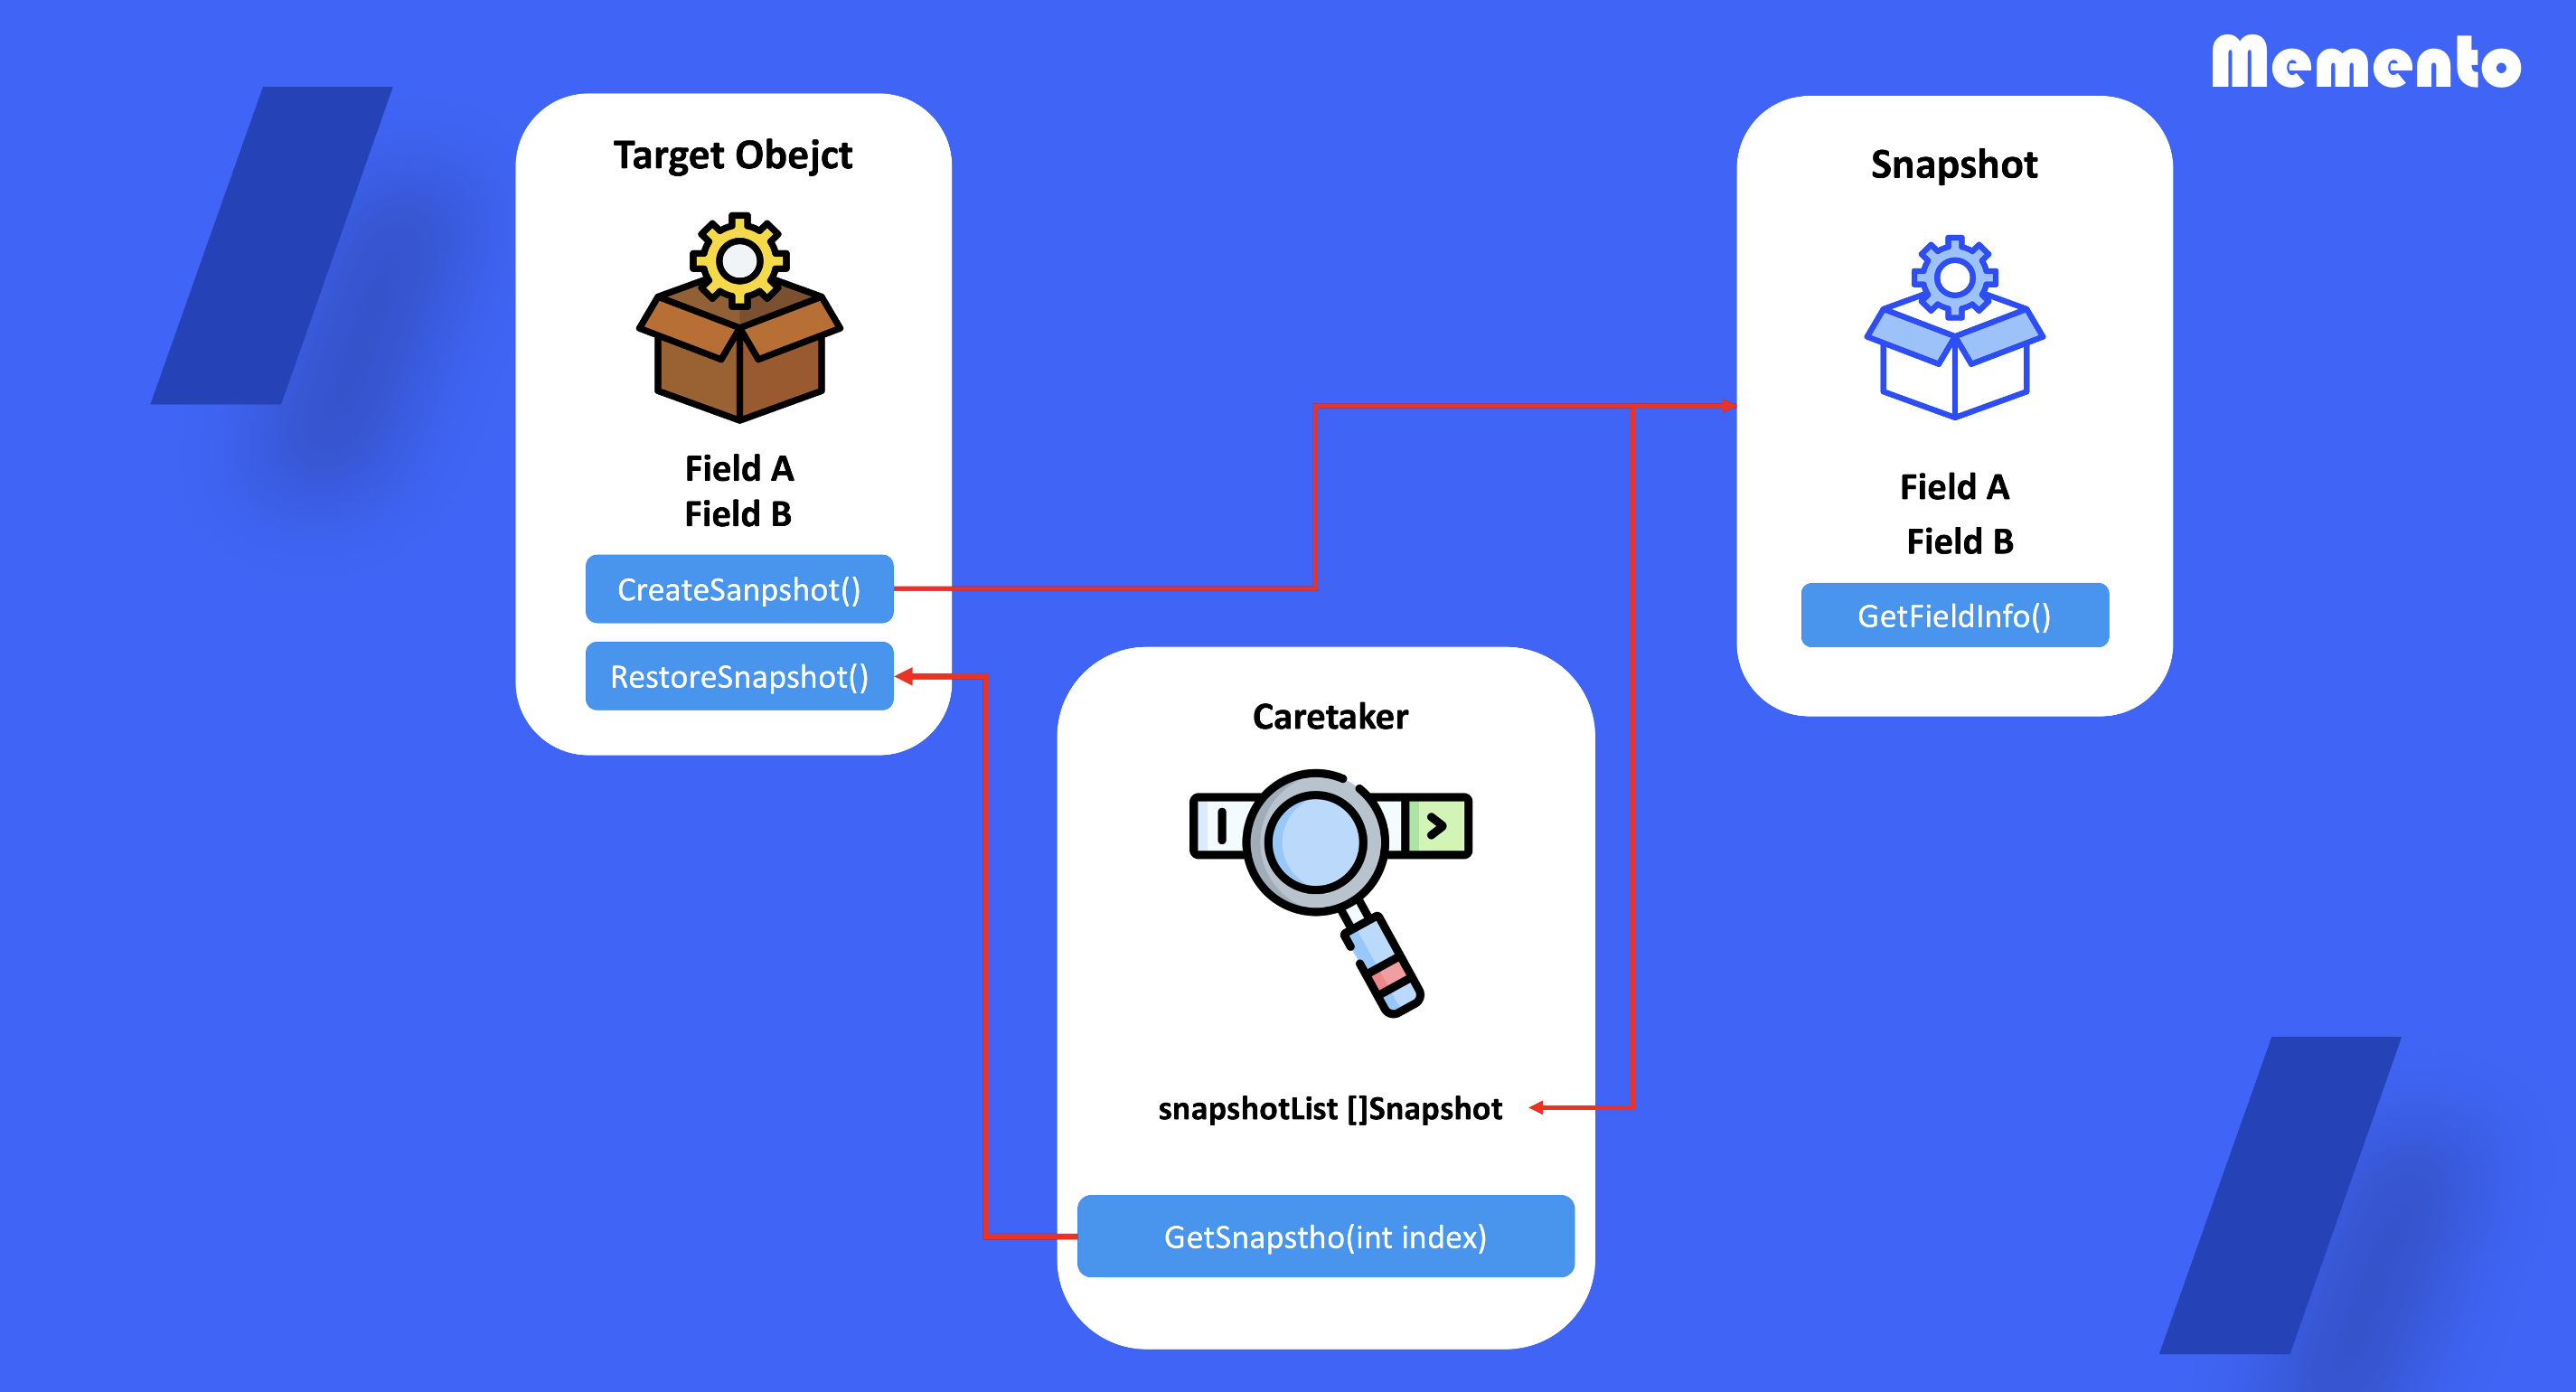 Memento
Target Obejct
Field A
Field B
CreateSanpshot()
RestoreSnapshot()
Snapshot
Field A
Field B
GetFieldInfo()
Caretaker
snapshotList []Snapshot
GetSnapstho(int index)